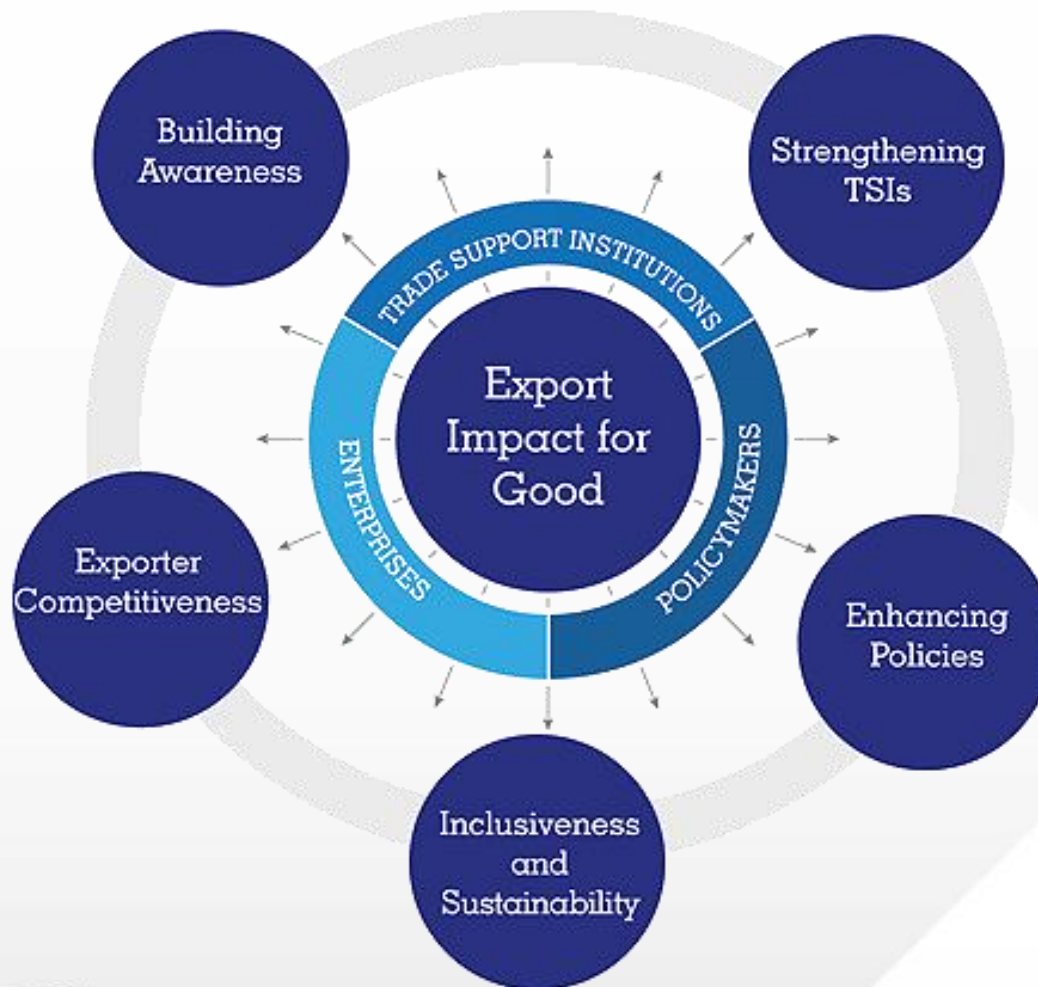 Building
Awareness
Strengthening
TSIs
TRADE SUPPORT INSTITUTIONS
Export
Impact for
Good
ENTERPRISES
POLICYMAKERS
Exporter
Competitiveness
Enhancing
Policies
Inclusiveness
and
Sustainability